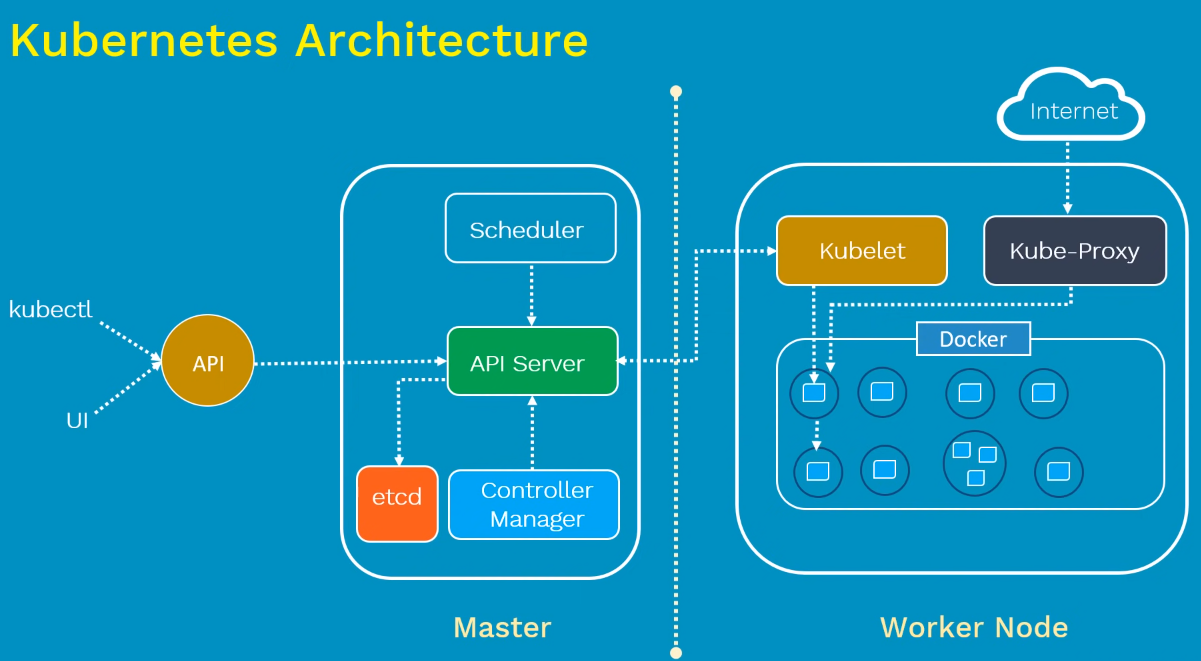 Kubernetes Architecture
Internet
Scheduler
Kubelet
Kube-Proxy
kubectl
API
API Server
Docker
UI
etcd
Controller
Manager
Master
Worker Node